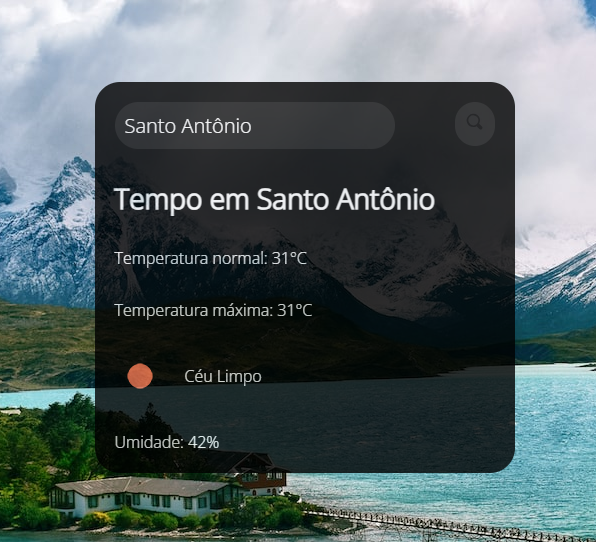 Santo Antônio
Tempo em Santo Antônio
Temperatura normal: 31°C
Temperatura máxima: 31°C
Céu Limpo
Umidade: 42%